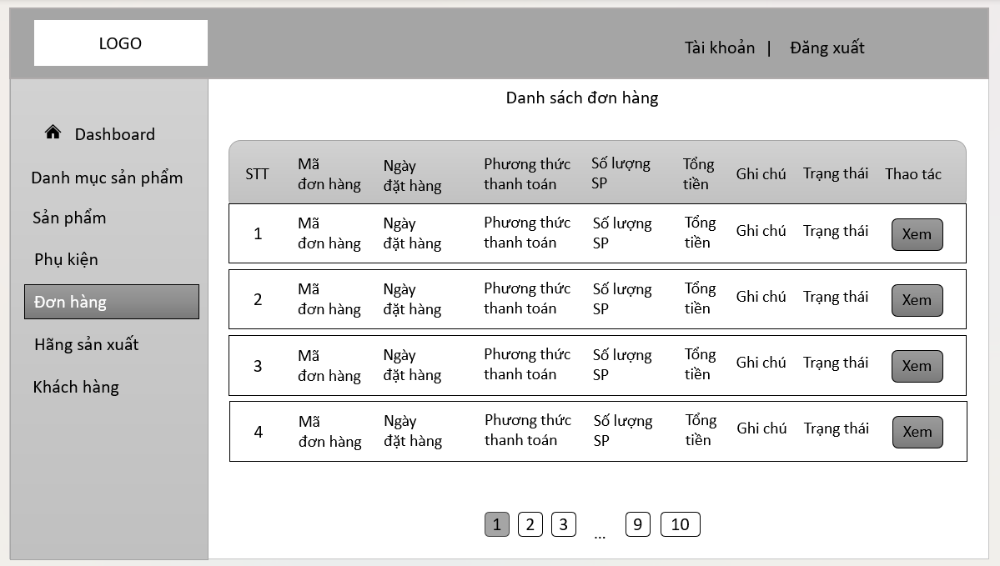 LOGO
Tài khoản | Đăng xuất
Dashboard
Danh mục sản phẩm
Sản phẩm
Phụ kiện
Đơn hàng
Hãng sản xuất
Khách hàng
Danh sách đơn hàng
STT
Mã
đơn hàng
Ngày
đặt hàng
Phương thức
thanh toán
Số lượng
SP
Tổng
tiền
Ghi chú
Trạng thái
Thao tác
1
Mã
đơn hàng
Ngày
đặt hàng
Phương thức
thanh toán
Số lượng
SP
Tổng
tiền
Ghi chú
Trạng thái
Xem
2
Mã
đơn hàng
Ngày
đặt hàng
Phương thức
thanh toán
Số lượng
SP
Tổng
tiền
Ghi chú
Trạng thái
Xem
3
Mã
đơn hàng
Ngày
đặt hàng
Phương thức
thanh toán
Số lượng
SP
Tổng
tiền
Ghi chú
Trạng thái
Xem
4
Mã
đơn hàng
Ngày
đặt hàng
Phương thức
thanh toán
Số lượng
SP
Tổng
tiền
Ghi chú
Trạng thái
Xem
1 2 3 ... 9 10